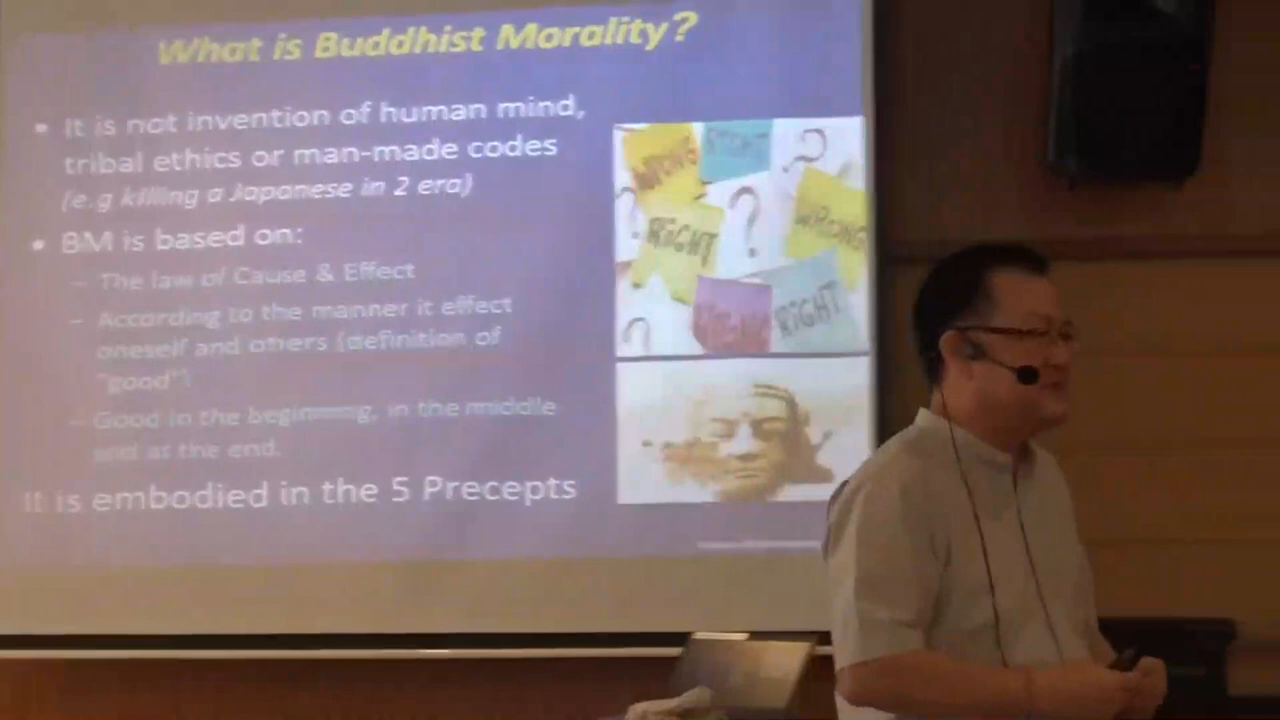 What is Buddhist Morality?
• It is not invention of human mind,
tribal ethics or man-made codes
(e.g killing a Japanese in 2 era)
• BM is based on:
– The law of Cause & Effect
– According to the manner it effect
oneself and others (definition of
"good")
– Good in the beginning, in the middle
and at the end.
It is embodied in the 5 Precepts
WRONG
RIGHT
?
?
?
RIGHT
WRONG
RIGHT
?